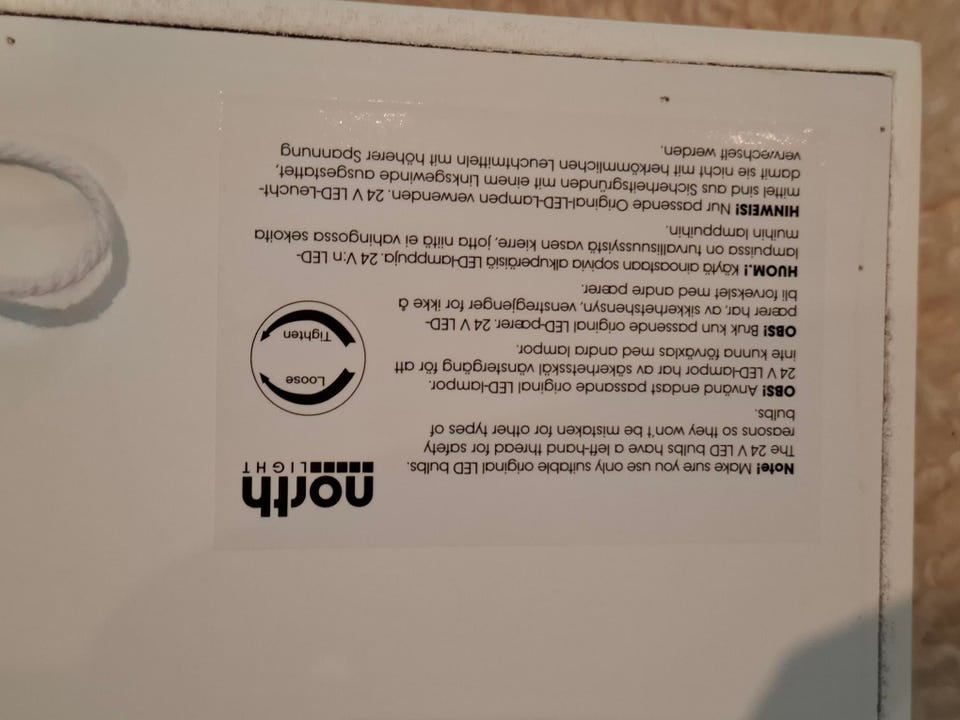 north
LIGHT
Note! Make sure you use only suitable original LED bulbs.
The 24 V LED bulbs have a left-hand thread for safety
reasons so they won't be mistaken for other types of
bulbs.
OBS! Använd endast passande original LED-lampor.
24 V LED-lampor har av säkerhetsskäl vänstergäng för att
inte kunna förväxlas med andra lampor.
Loose
Tighten
OBS! Bruk kun passende original LED-pærer. 24 V LED-
pærer har, av sikkerhetshensyn, venstregjenger for ikke å
bli forvekslet med andre pærer.
HUOM.! Käytä ainoastaan sopivia alkuperäisiä LED-lamppuja. 24 V:n LED-
lampuissa on turvallisuussyistä vasen kierre, jotta niitä ei vahingossa sekoita
muihin lamppuihin.
HINWEIS! Nur passende Original-LED-Lampen verwenden. 24 V LED-Leucht-
mittel sind aus Sicherheitsgründen mit einem Linksgewinde ausgestattet,
damit sie nicht mit herkömmlichen Leuchtmitteln mit höherer Spannung
verwechselt werden.